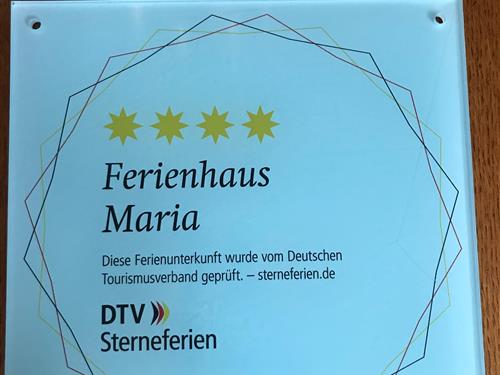 Ferienhaus
Maria
Diese Ferienunterkunft wurde vom Deutschen
Tourismusverband geprüft. – sterneferien.de
DTV
Sterneferien